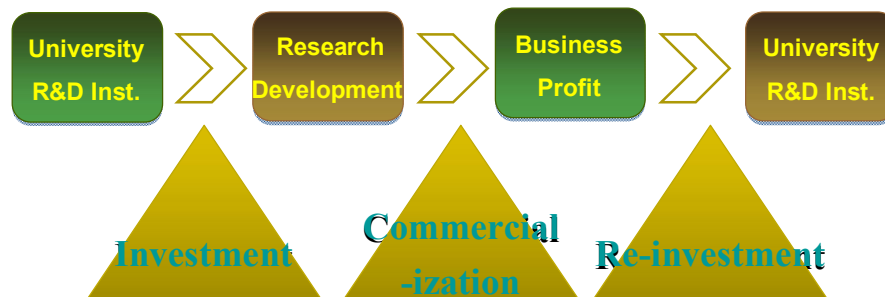 University
R&D Inst.
Research
Development
Business
Profit
University
R&D Inst.
Investment
Commercial
-ization
Re-investment